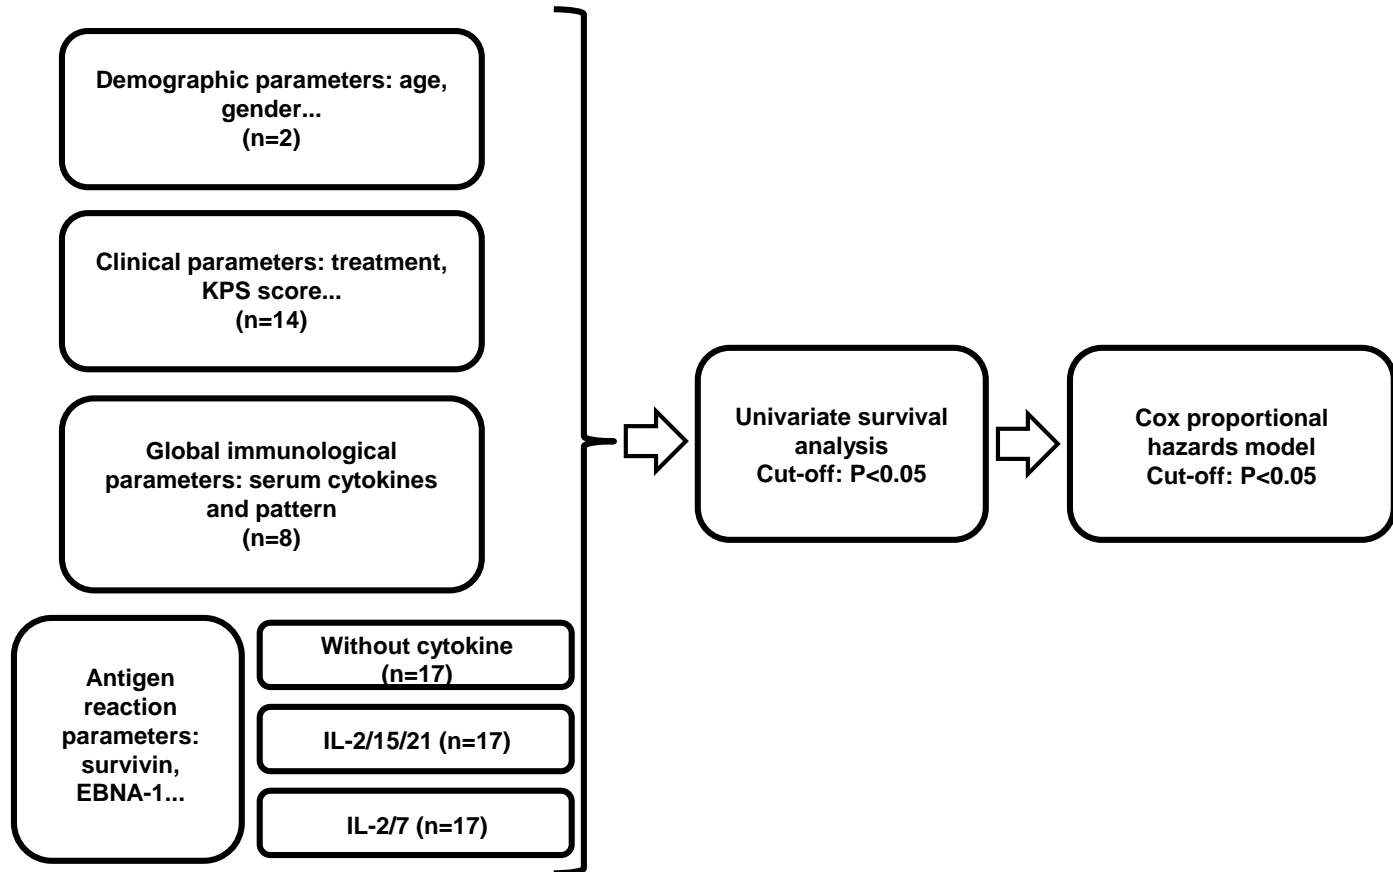 Demographic parameters: age,
gender...
(n=2)
Clinical parameters: treatment,
KPS score...
(n=14)
Global immunological
parameters: serum cytokines
and pattern
(n=8)
Antigen
reaction
parameters:
survivin,
EBNA-1...
Without cytokine
(n=17)
IL-2/15/21 (n=17)
IL-2/7 (n=17)
Univariate survival
analysis
Cut-off: P<0.05
Cox proportional
hazards model
Cut-off: P<0.05